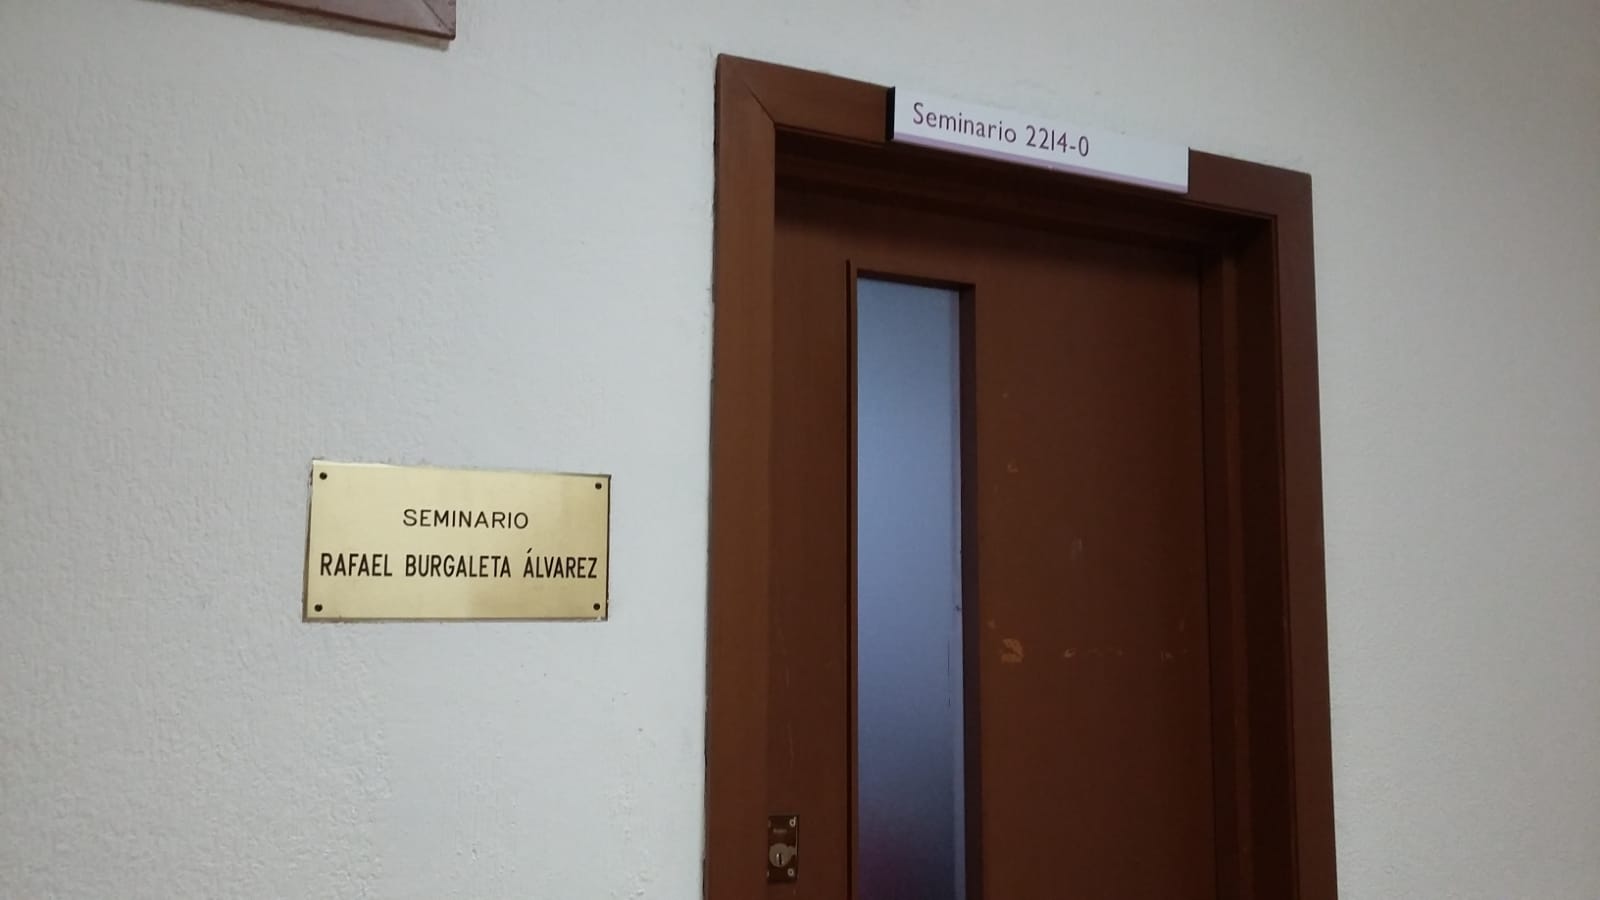 Seminario 2214-0
SEMINARIO
RAFAEL BURGALETA ÁLVAREZ